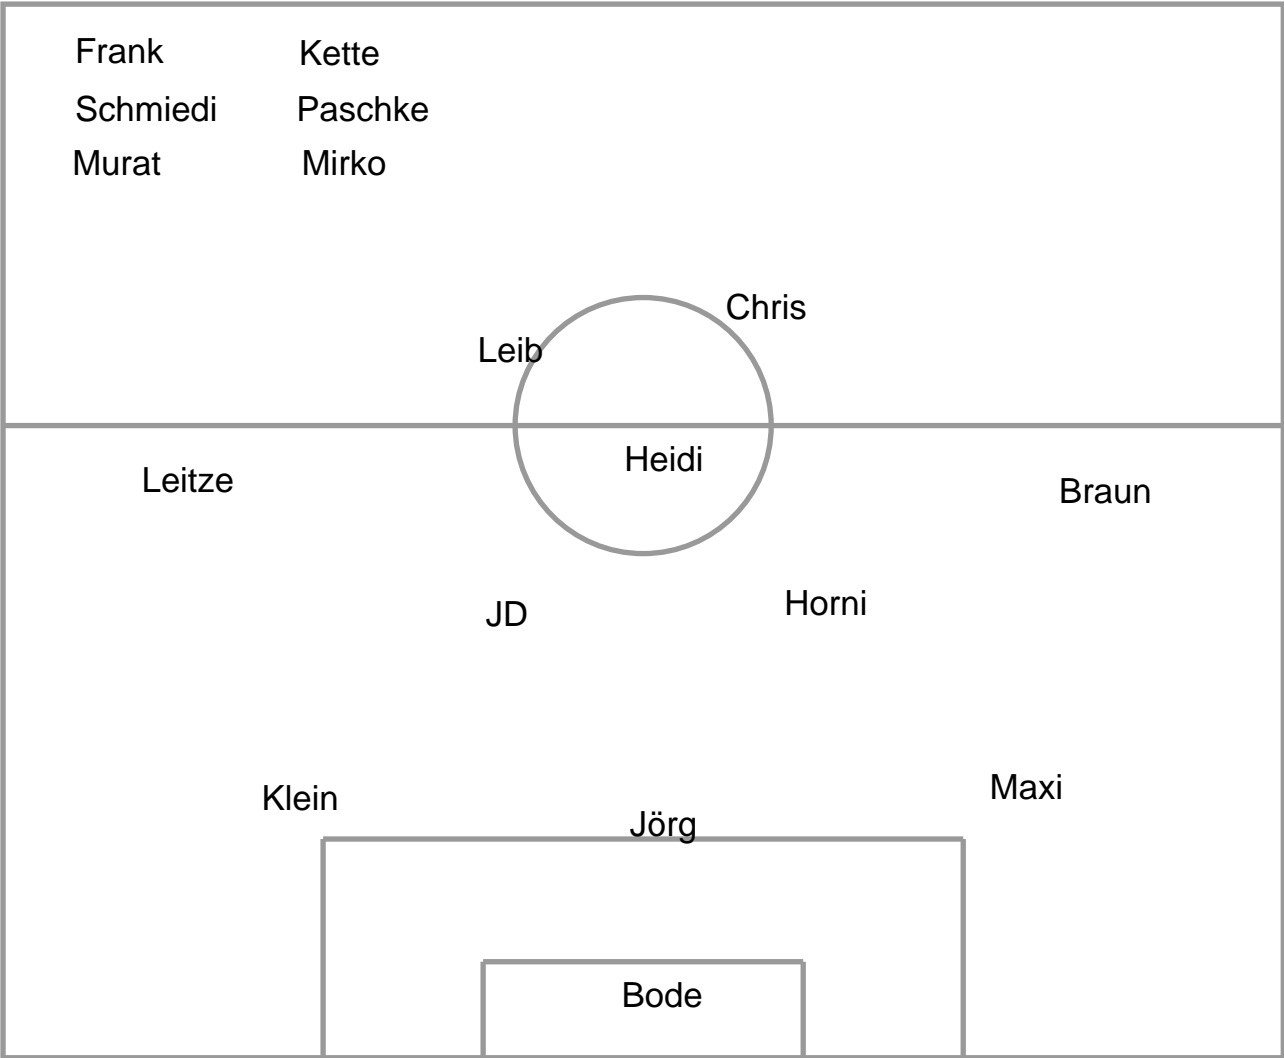 Frank Kette
Schmiedi Paschke
Murat Mirko
Chris
Leib
Heidi
Leitze
Braun
Horni
JD
Maxi
Klein
Jörg
Bode